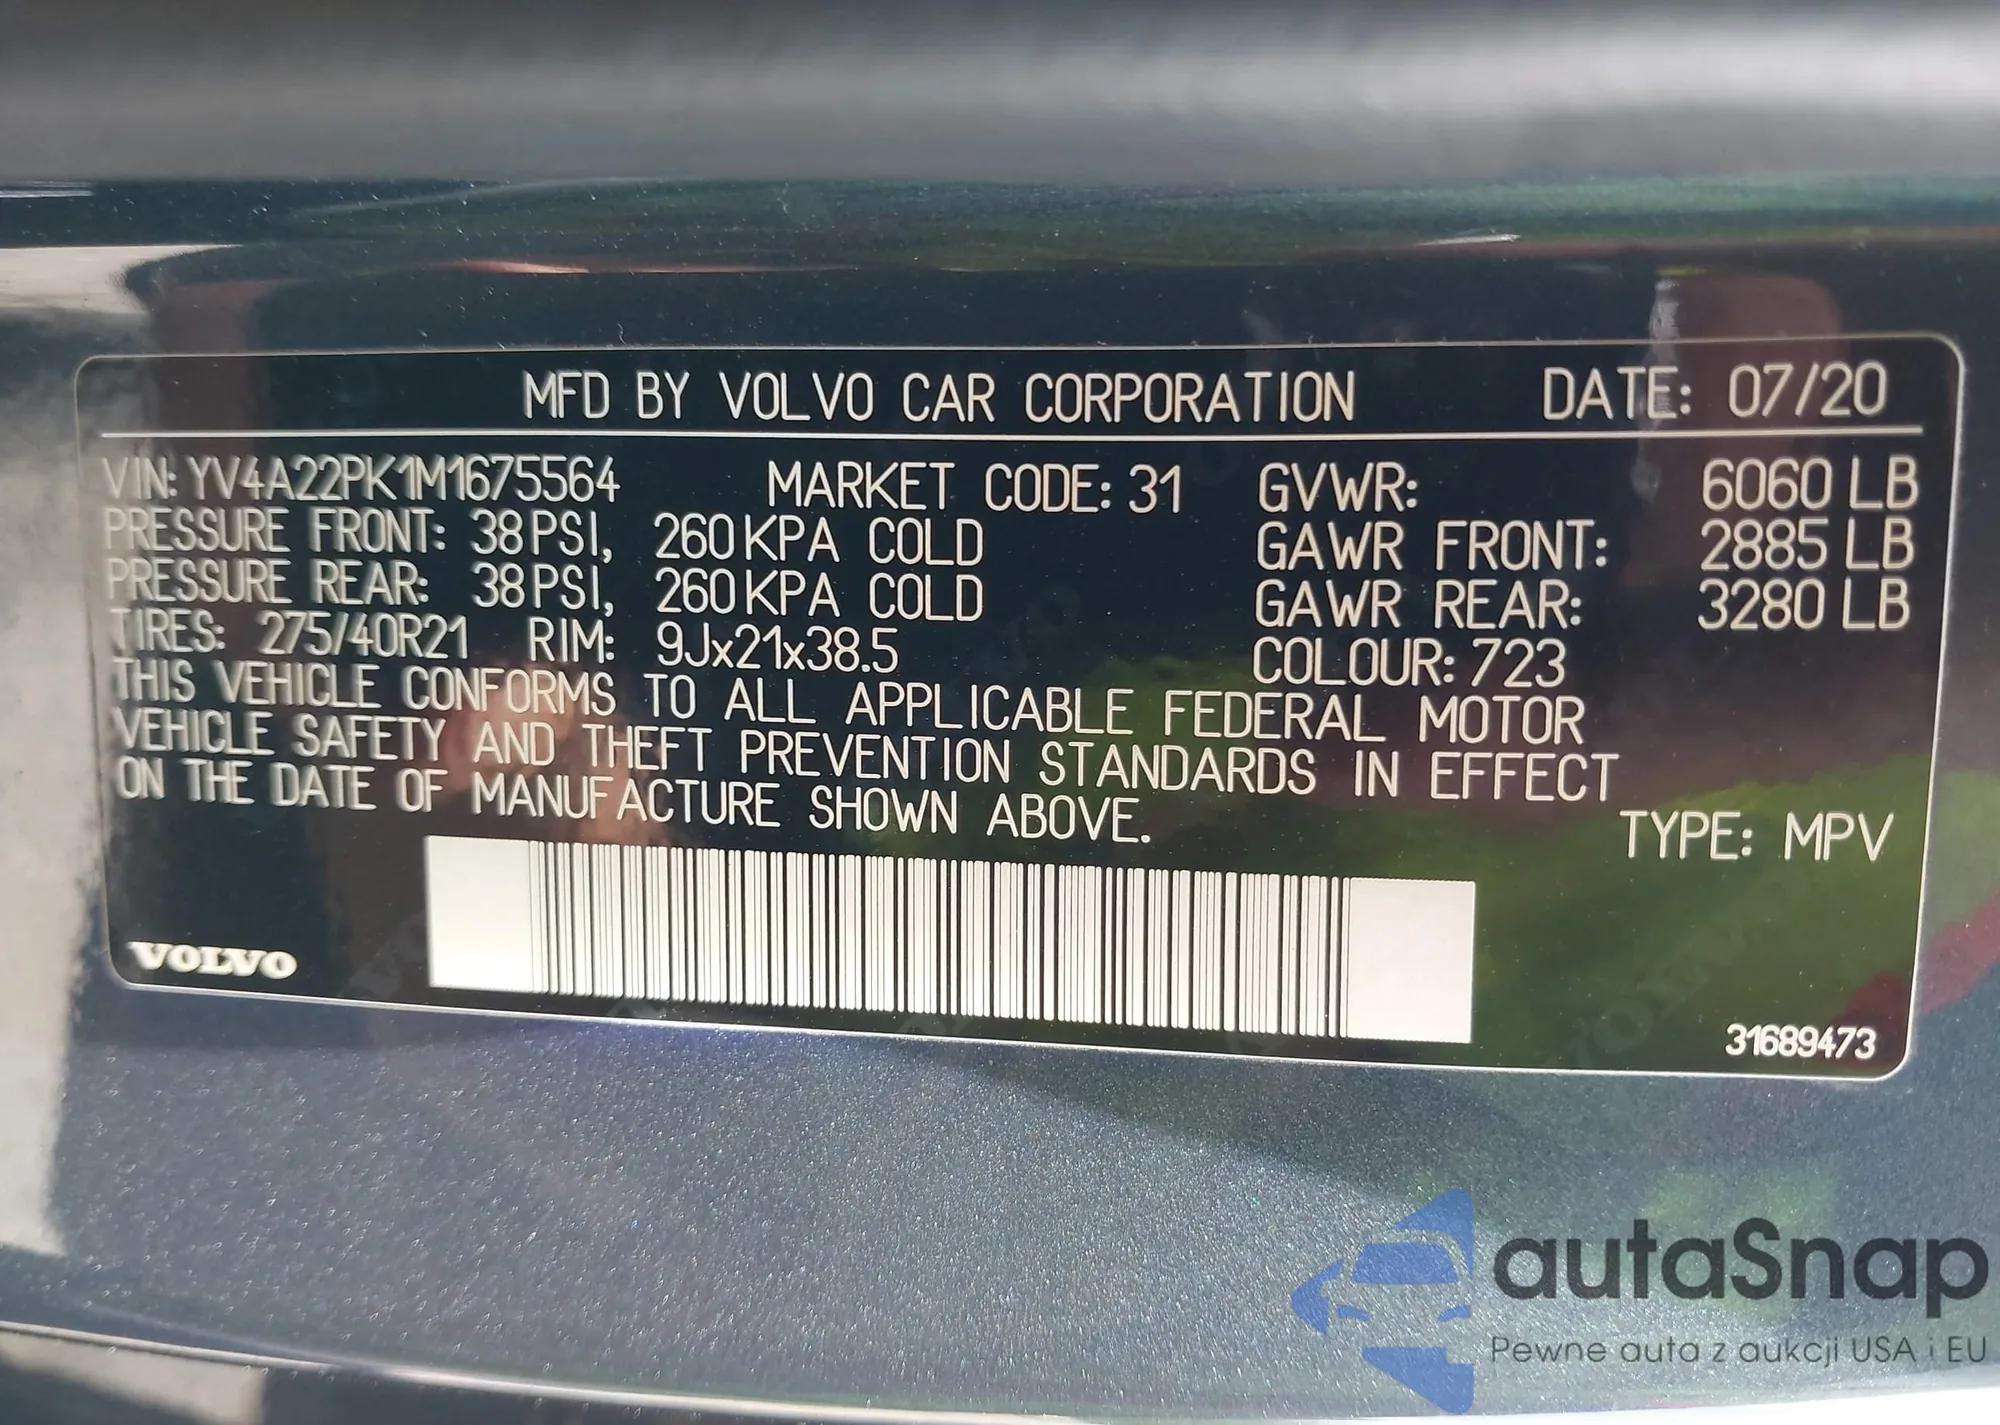 MFD BY VOLVO CAR CORPORATION DATE: 07/20
VIN: YV4A22PK1M1675564 MARKET CODE: 31 GVWR: 6060 LB
PRESSURE FRONT: 38 PSI, 260 KPA COLD GAWR FRONT: 2885 LB
PRESSURE REAR: 38 PSI, 260 KPA COLD GAWR REAR: 3280 LB
TIRES: 275/40R21 RIM: 9Jx21x38.5 COLOUR: 723
THIS VEHICLE CONFORMS TO ALL APPLICABLE FEDERAL MOTOR
VEHICLE SAFETY AND THEFT PREVENTION STANDARDS IN EFFECT
ON THE DATE OF MANUFACTURE SHOWN ABOVE.
TYPE: MPV
VOLVO
31689473
autaSnap
Pewne auta z aukcji USA i EU